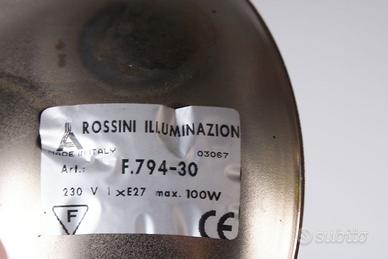 ROSSINI ILLUMINAZION
MADE IN ITALY
03067
Art.: F.794-30
230 V 1xE27 max. 100W
F
CE
subito